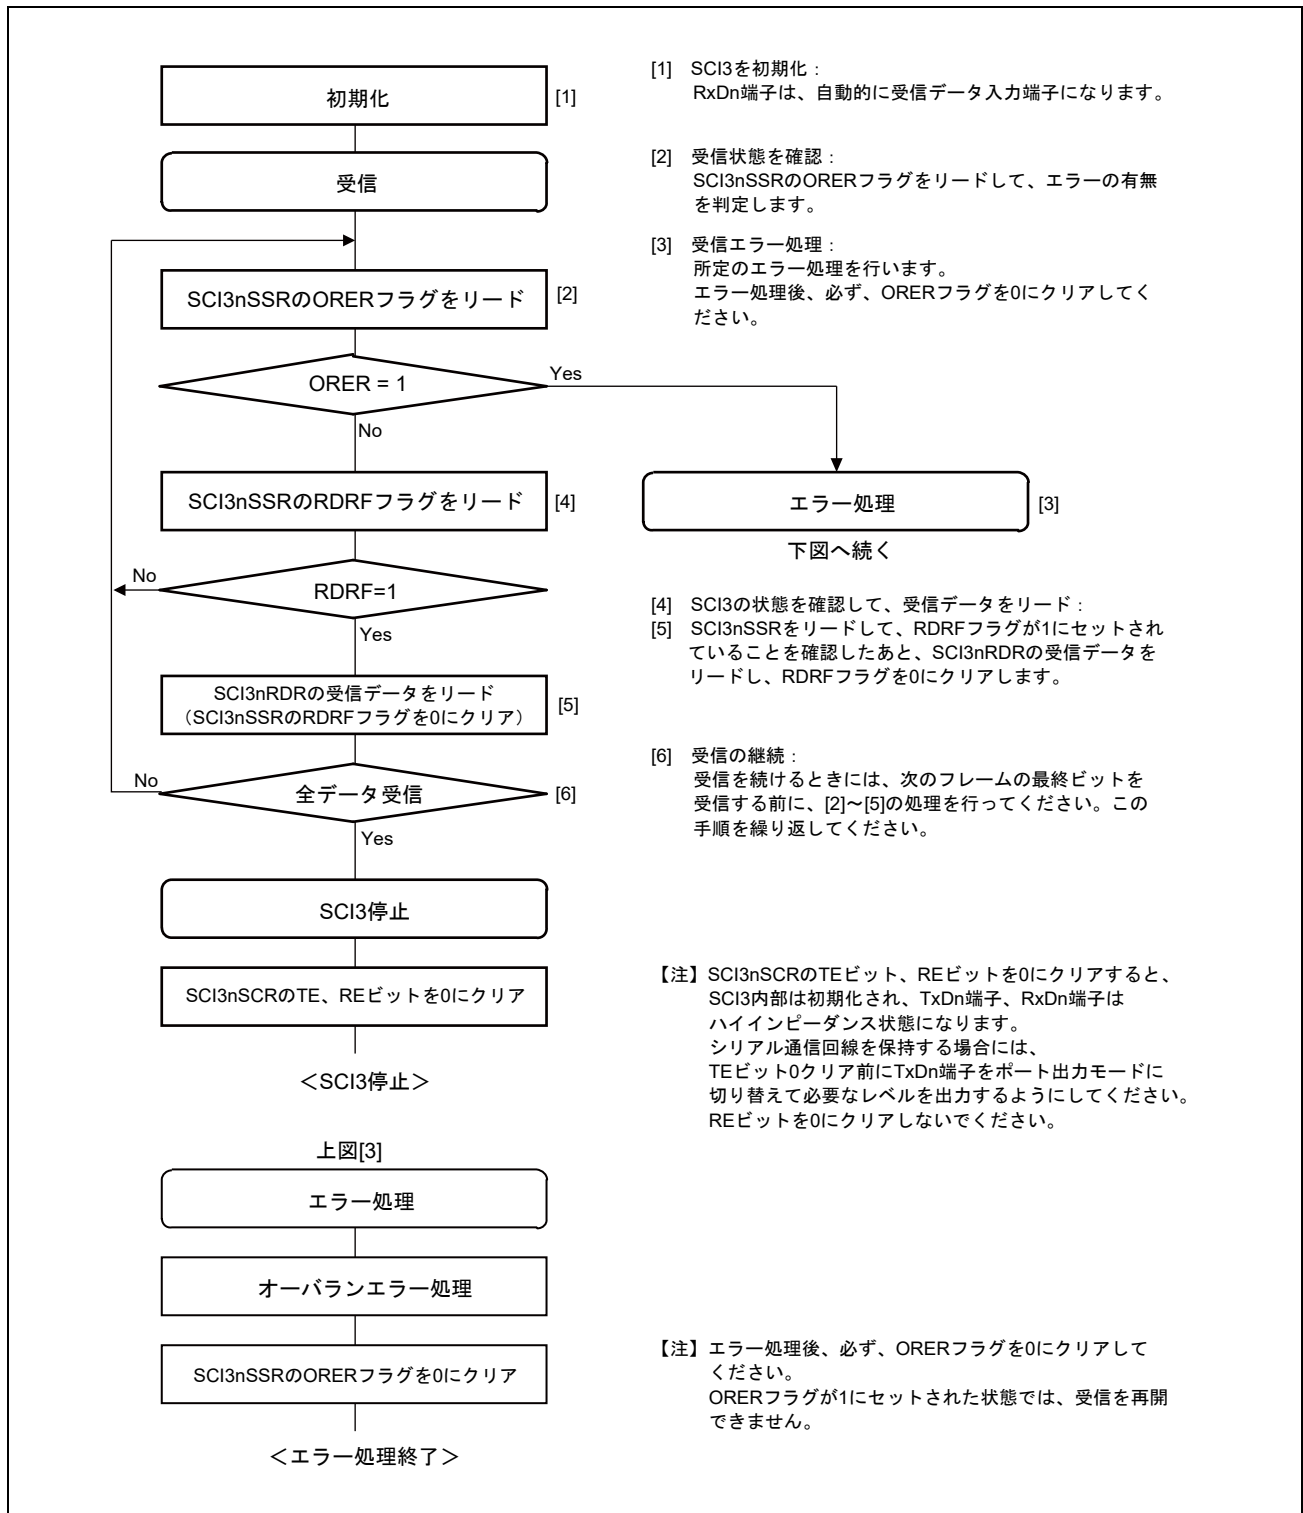 初期化
[1]
受信
SCI3nSSRのORERフラグをリード
[2]
ORER = 1
Yes
No
SCI3nSSRのRDRFフラグをリード
[4]
エラー処理
[3]
下図へ続く
No
RDRF=1
Yes
SCI3nRDRの受信データをリード
（SCI3nSSRのRDRFフラグを0にクリア）
[5]
No
全データ受信
[6]
Yes
SCI3停止
SCI3nSCRのTE、REビットを0にクリア
＜SCI3停止＞
[1] SCI3を初期化：
RxDn端子は、自動的に受信データ入力端子になります。
[2] 受信状態を確認：
SCI3nSSRのORERフラグをリードして、エラーの有無
を判定します。
[3] 受信エラー処理：
所定のエラー処理を行います。
エラー処理後、必ず、ORERフラグを0にクリアしてく
ださい。
[4] SCI3の状態を確認して、受信データをリード：
[5] SCI3nSSRをリードして、RDRFフラグが1にセットされ
ていることを確認したあと、SCI3nRDRの受信データを
リードし、RDRFフラグを0にクリアします。
[6] 受信の継続：
受信を続けるときには、次のフレームの最終ビットを
受信する前に、[2]～[5]の処理を行ってください。この
手順を繰り返してください。
【注】SCI3nSCRのTEビット、REビットを0にクリアすると、
SCI3内部は初期化され、TxDn端子、RxDn端子は
ハイインピーダンス状態になります。
シリアル通信回線を保持する場合には、
TEビット0クリア前にTxDn端子をポート出力モードに
切り替えて必要なレベルを出力するようにしてください。
REビットを0にクリアしないでください。
上図[3]
エラー処理
オーバランエラー処理
SCI3nSSRのORERフラグを0にクリア
＜エラー処理終了＞
【注】エラー処理後、必ず、ORERフラグを0にクリアして
ください。
ORERフラグが1にセットされた状態では、受信を再開
できません。